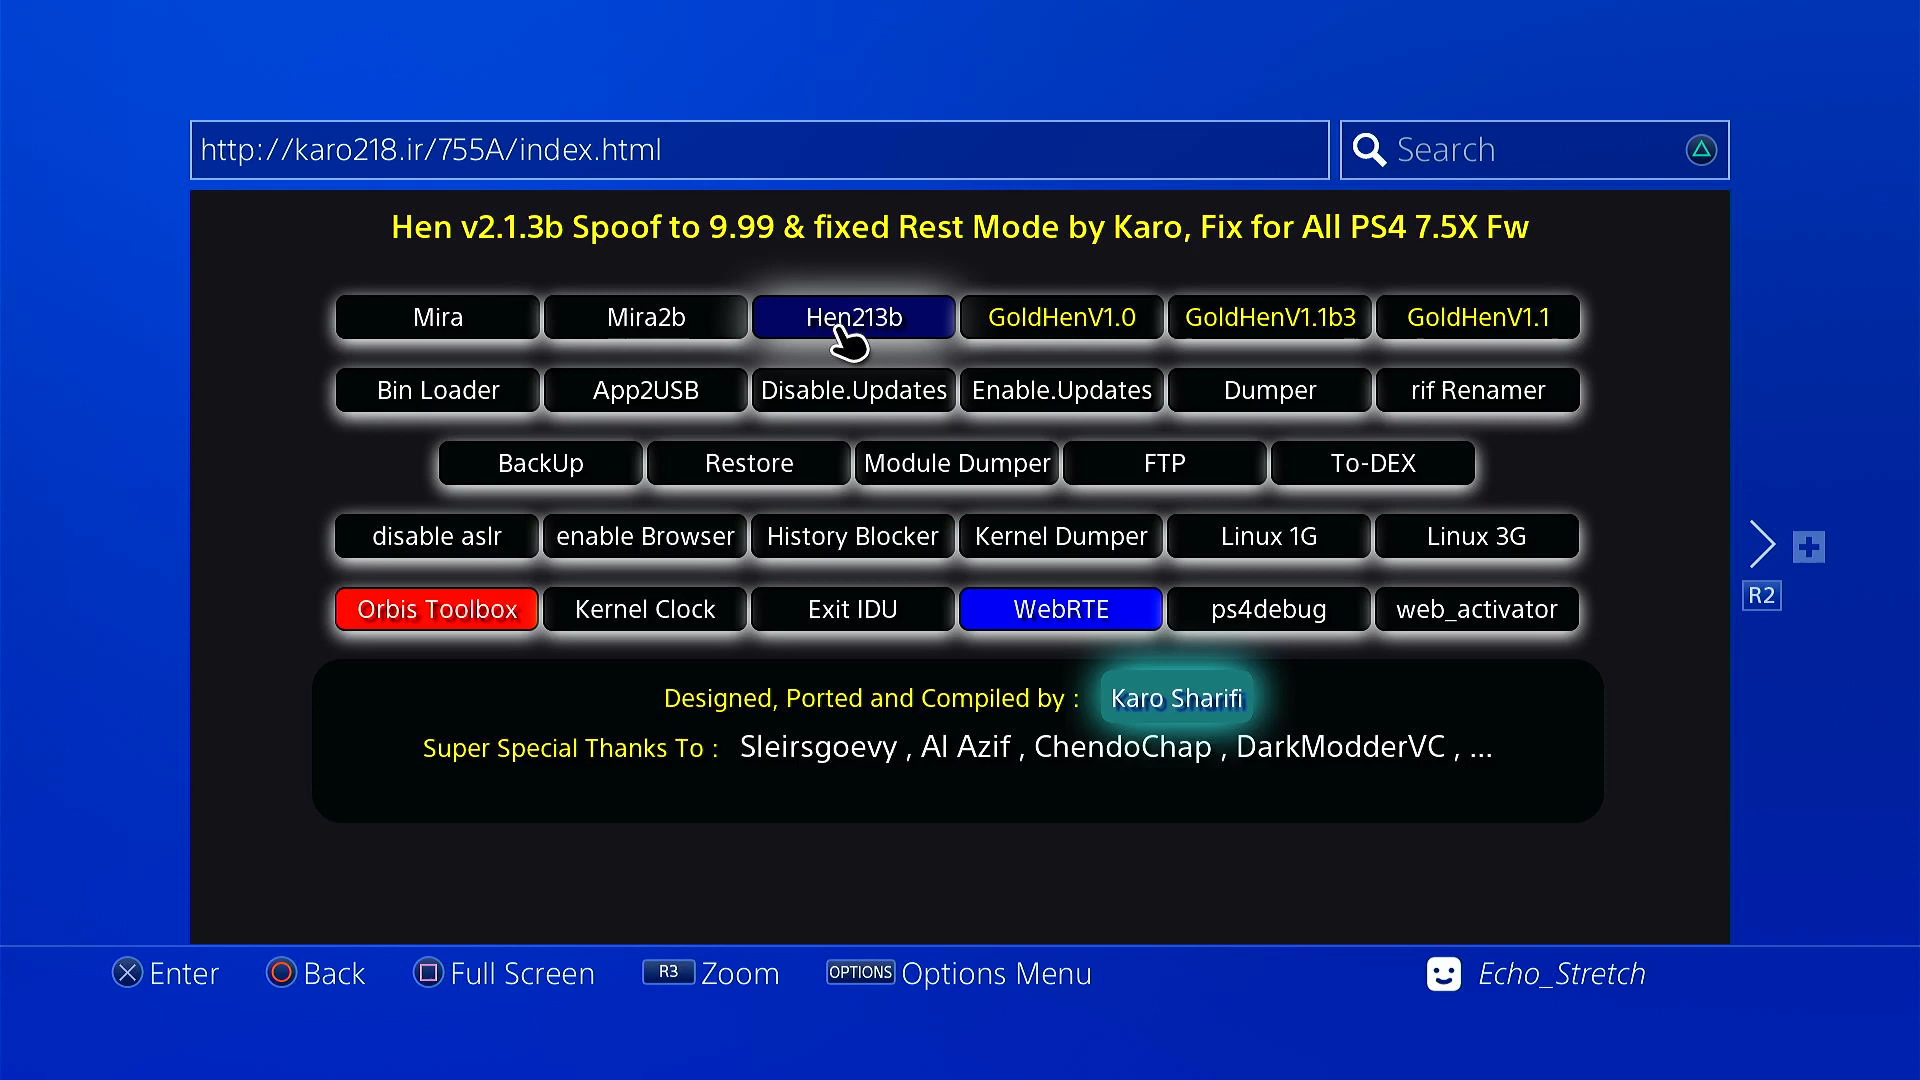 http://karo218.ir/755A/index.html Search
Hen v2.1.3b Spoof to 9.99 & fixed Rest Mode by Karo, Fix for All PS4 7.5X Fw
Mira Mira2b Hen213b GoldHenV1.0 GoldHenV1.1b3 GoldHenV1.1
Bin Loader App2USB Disable.Updates Enable.Updates Dumper rif Renamer
BackUp Restore Module Dumper FTP To-DEX
disable aslr enable Browser History Blocker Kernel Dumper Linux 1G Linux 3G
R2
Orbis Toolbox Kernel Clock Exit IDU WebRTE ps4debug web_activator
Designed, Ported and Compiled by : Karo Sharifi
Super Special Thanks To : Sleirsgoevy , Al Azif , ChendoChap , DarkModderVC , ...
Enter Back Full Screen R3 Zoom OPTIONS Options Menu Echo_Stretch